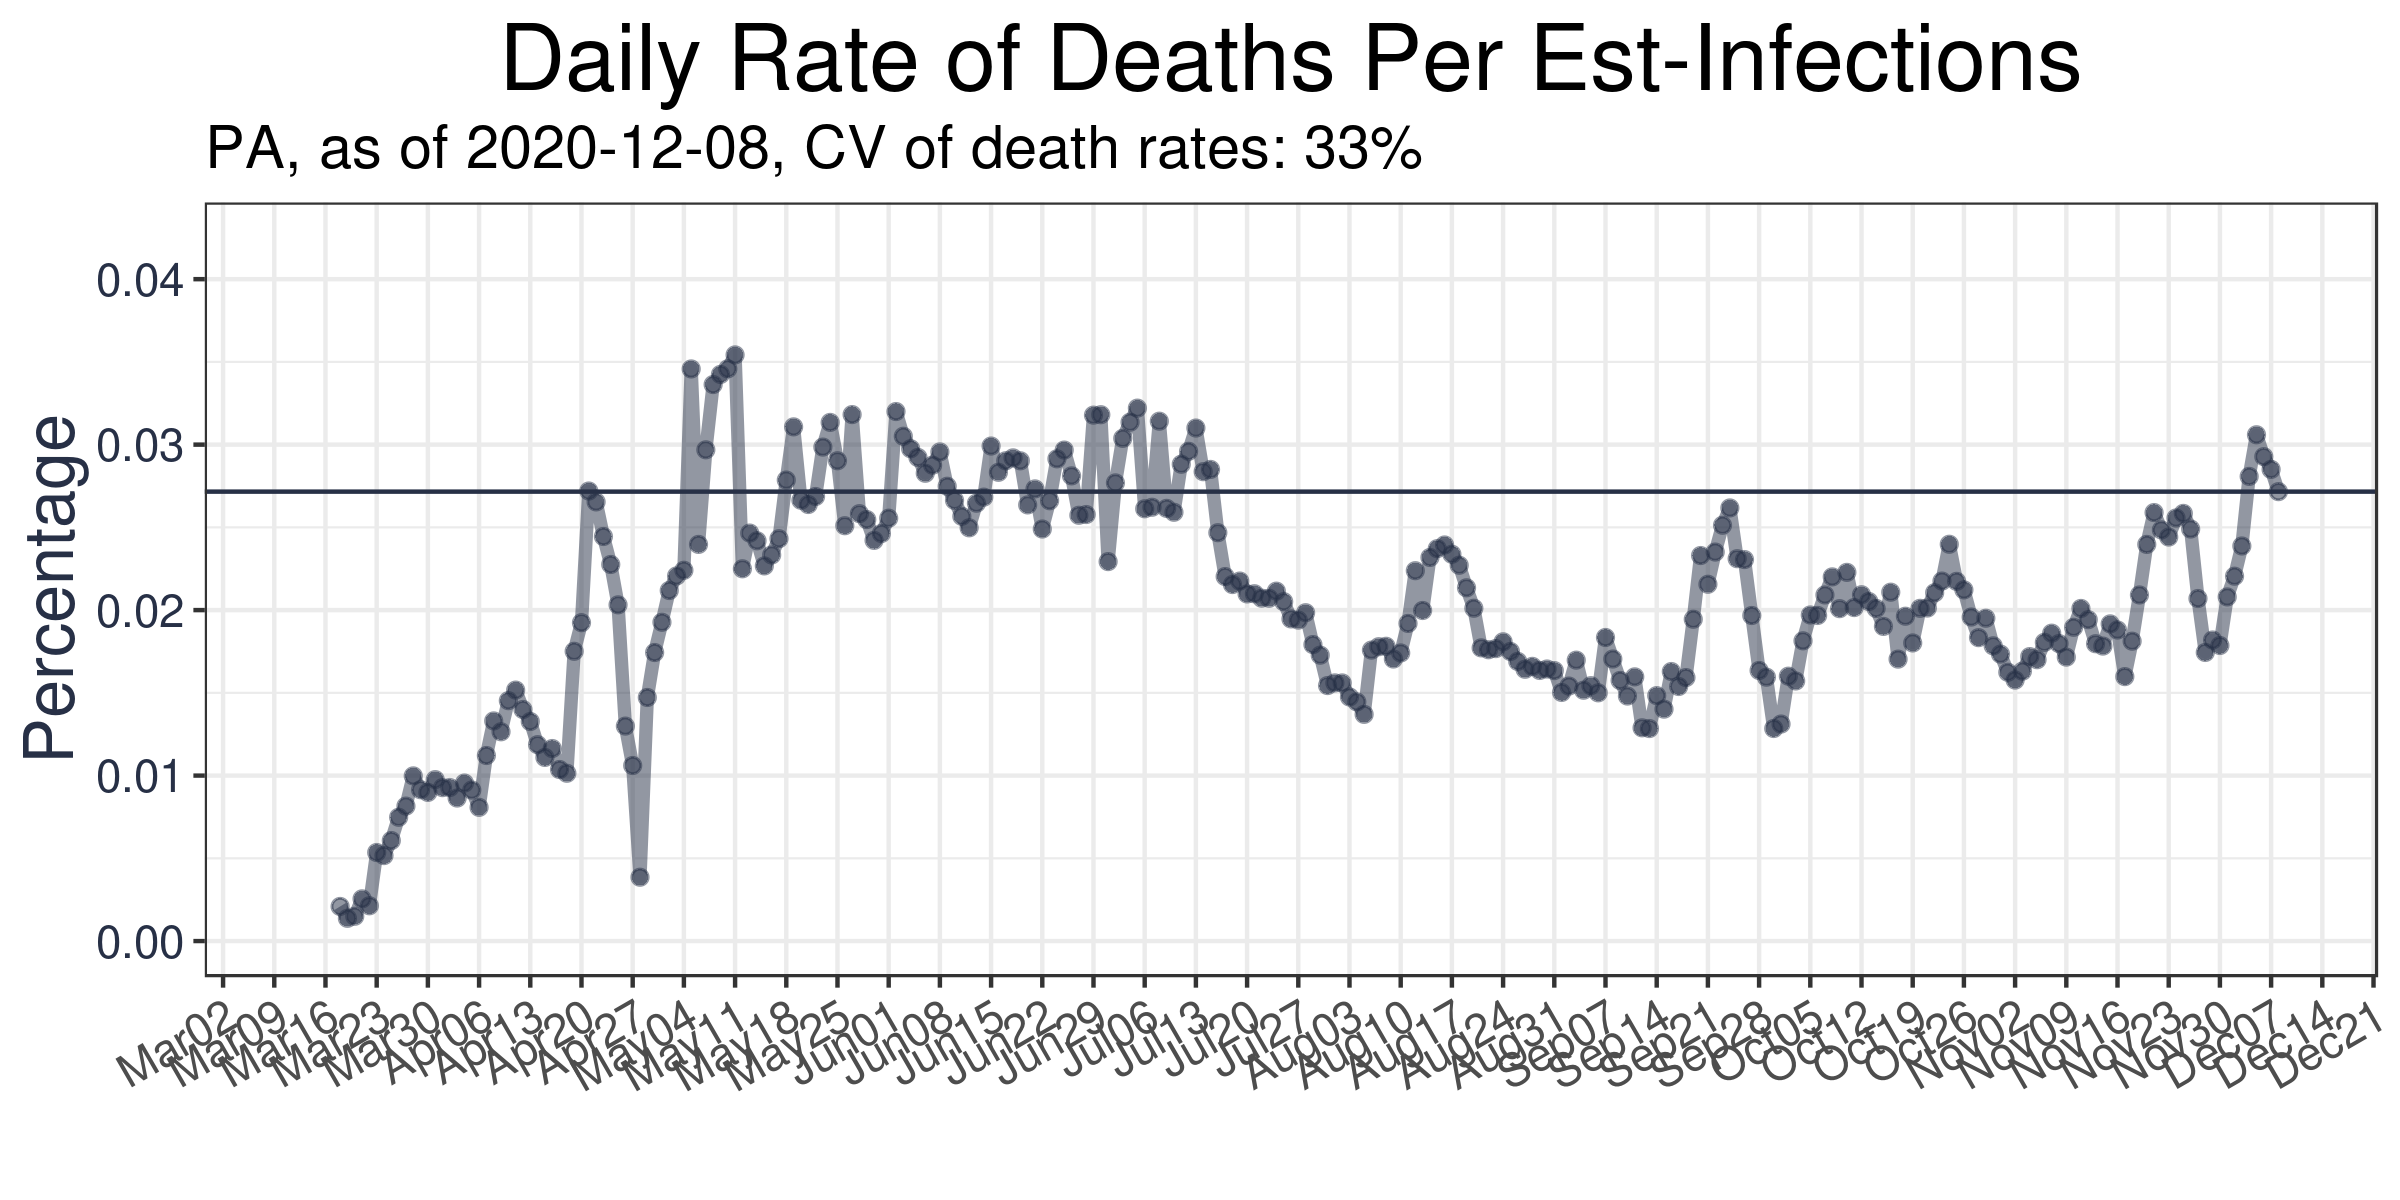 Daily Rate of Deaths Per Est-Infections
PA, as of 2020-12-08, CV of death rates: 33%
Percentage
0.04
0.03
0.02
0.01
0.00
Mar02
Mar09
Mar16
Mar23
Mar30
Apr06
Apr13
Apr20
Apr27
May04
May11
May18
May25
Jun01
Jun08
Jun15
Jun22
Jun29
Jul06
Jul13
Jul20
Jul27
Aug03
Aug10
Aug17
Aug24
Aug31
Sep07
Sep14
Sep21
Sep28
Oct05
Oct12
Oct19
Oct26
Nov02
Nov09
Nov16
Nov23
Nov30
Dec07
Dec14
Dec21